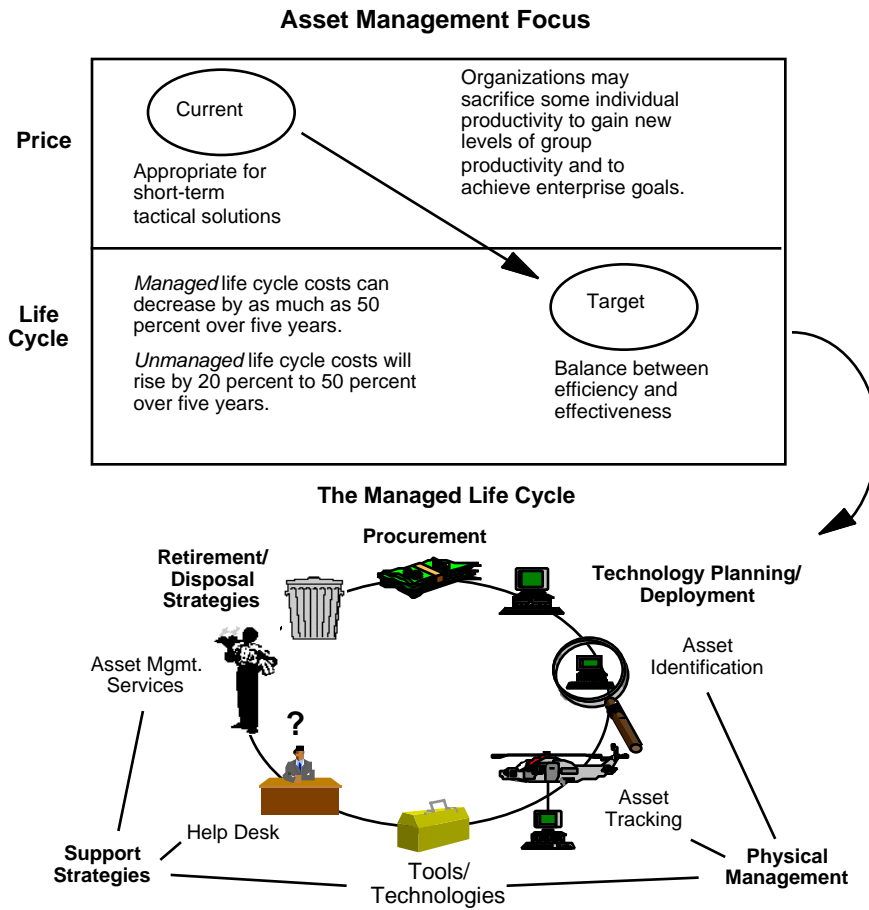 Asset Management Focus
Price
Current
Appropriate for
short-term
tactical solutions
Organizations may
sacrifice some individual
productivity to gain new
levels of group
productivity and to
achieve enterprise goals.
Life
Cycle
Managed life cycle costs can
decrease by as much as 50
percent over five years.
Unmanaged life cycle costs will
rise by 20 percent to 50 percent
over five years.
Target
Balance between
efficiency and
effectiveness
The Managed Life Cycle
Procurement
Retirement/
Disposal
Strategies
Technology Planning/
Deployment
Asset Mgmt.
Services
Asset
Identification
?
Asset
Tracking
Help Desk
Support
Strategies
Tools/
Technologies
Physical
Management